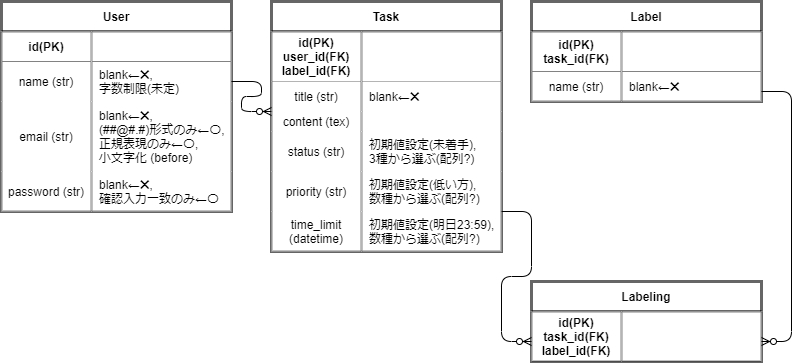 User
id(PK)
name (str)
blank←✕,
字数制限(未定)
email (str)
blank←✕,
(##@#.#)形式のみ←○,
正規表現のみ←○,
小文字化 (before)
password (str)
blank←✕,
確認入力一致のみ←○
Task
id(PK)
user_id(FK)
label_id(FK)
title (str)
blank←✕
content (tex)
status (str)
初期値設定(未着手),
3種から選ぶ(配列?)
priority (str)
初期値設定(低い方),
数種から選ぶ(配列?)
time_limit
(datetime)
初期値設定(明日23:59),
数種から選ぶ(配列?)
Label
id(PK)
task_id(FK)
name (str)
blank←✕
Labeling
id(PK)
task_id(FK)
label_id(FK)